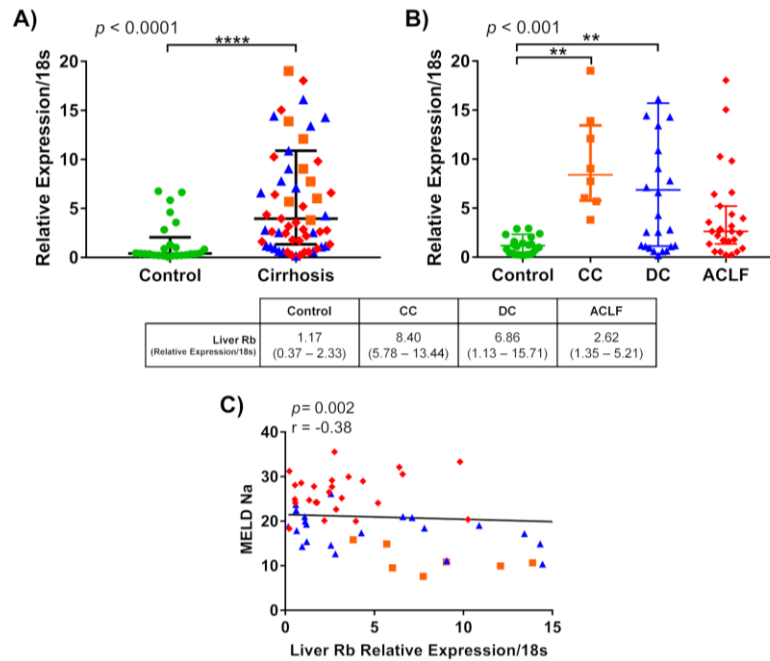 A)
p < 0.0001
****
Relative Expression/18s
20
15
10
5
0
Control Cirrhosis
B)
p < 0.001
**
**
Relative Expression/18s
20
15
10
5
0
Control CC DC ACLF
Control CC DC ACLF
Liver Rb 1.17 8.40 6.86 2.62
(Relative Expression/18s) (0.37 – 2.33) (5.78 – 13.44) (1.13 – 15.71) (1.35 – 5.21)
C)
p= 0.002
r = -0.38
MELD Na
40
30
20
10
0
0 5 10 15
Liver Rb Relative Expression/18s